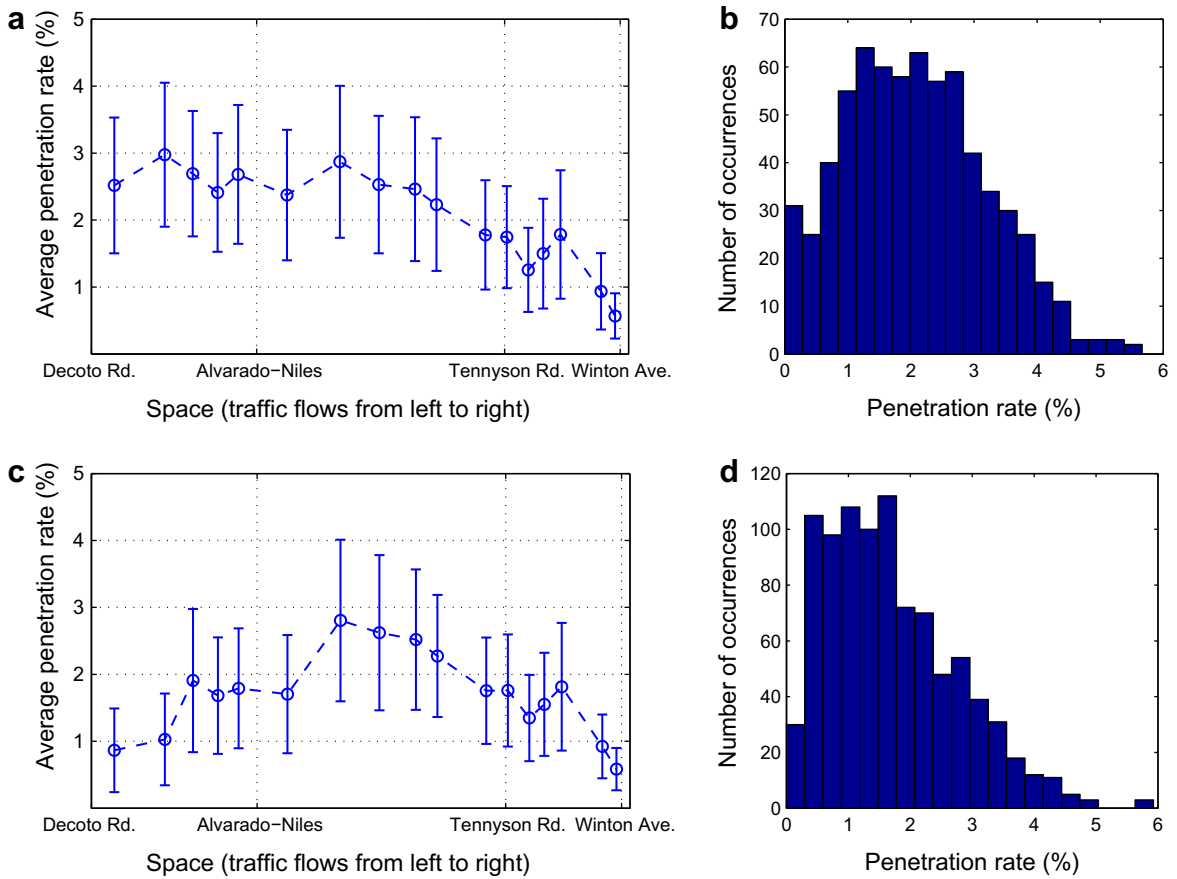 a
Average penetration rate (%)
5
4
3
2
1
Decoto Rd. Alvarado−Niles Tennyson Rd. Winton Ave.
Space (traffic flows from left to right)
b
Number of occurrences
70
60
50
40
30
20
10
0
0 1 2 3 4 5 6
Penetration rate (%)
c
Average penetration rate (%)
5
4
3
2
1
Decoto Rd. Alvarado−Niles Tennyson Rd. Winton Ave.
Space (traffic flows from left to right)
d
Number of occurrences
120
100
80
60
40
20
0
0 1 2 3 4 5 6
Penetration rate (%)